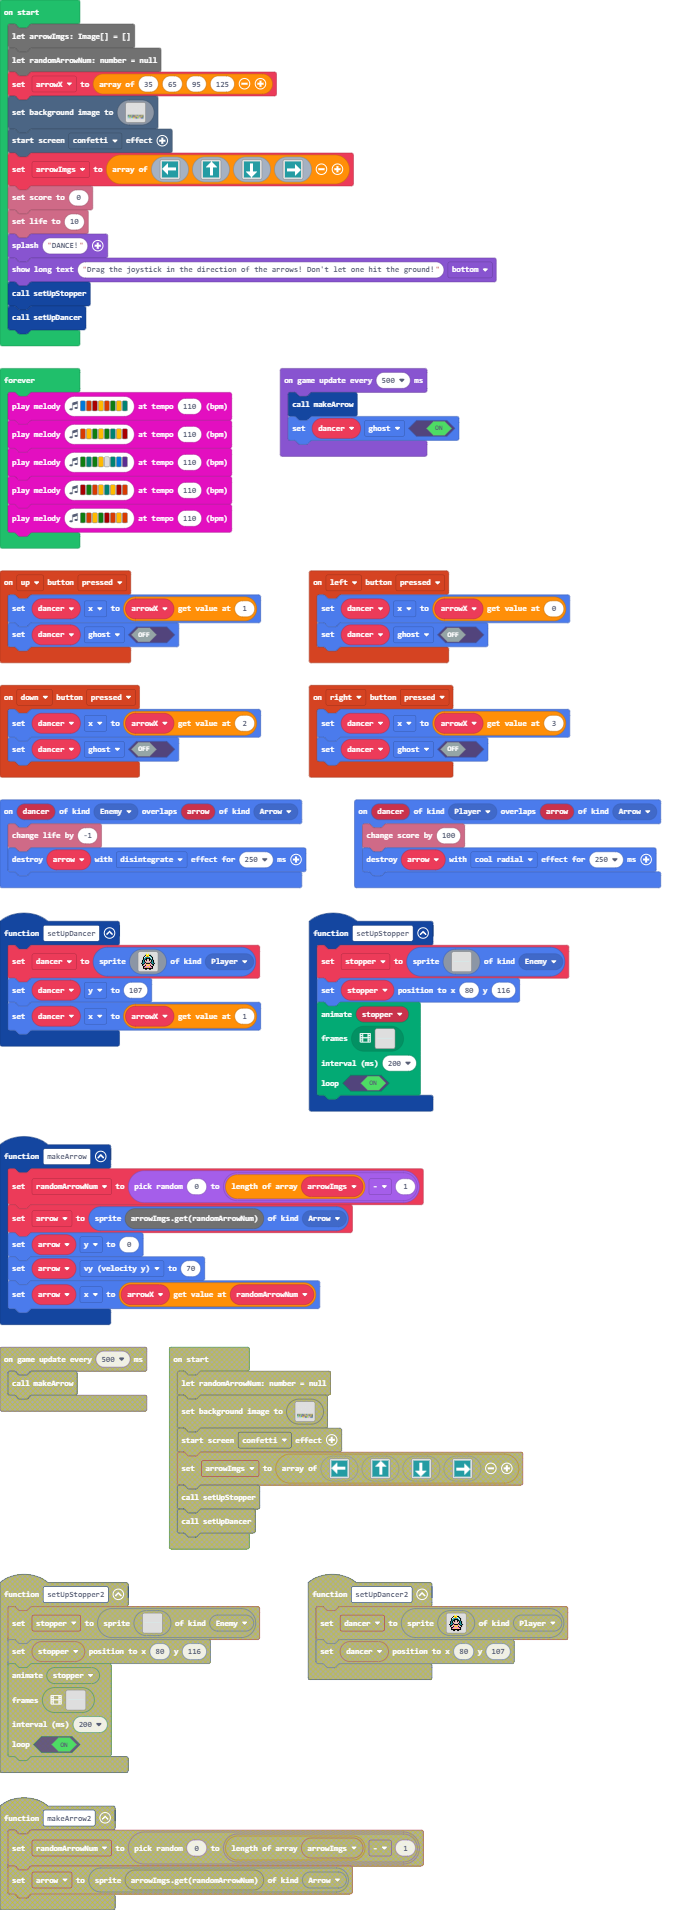 on start
let arrowImgs: Image[] = []
let randomArrowNum: number = null
set arrowX to array of 35 65 95 125
set background image to
start screen confetti effect
set arrowImgs to array of
set score to 0
set life to 10
splash "DANCE!"
show long text "Drag the joystick in the direction of the arrows! Don't let one hit the ground!" bottom
call setUpStopper
call setUpDancer
forever
play melody at tempo 110 (bpm)
play melody at tempo 110 (bpm)
play melody at tempo 110 (bpm)
play melody at tempo 110 (bpm)
play melody at tempo 110 (bpm)
on game update every 500 ms
call makeArrow
set dancer ghost ON
on up button pressed
set dancer x to arrowX get value at 1
set dancer ghost OFF
on left button pressed
set dancer x to arrowX get value at 0
set dancer ghost OFF
on down button pressed
set dancer x to arrowX get value at 2
set dancer ghost OFF
on right button pressed
set dancer x to arrowX get value at 3
set dancer ghost OFF
on dancer of kind Enemy overlaps arrow of kind Arrow
change life by -1
destroy arrow with disintegrate effect for 250 ms
on dancer of kind Player overlaps arrow of kind Arrow
change score by 100
destroy arrow with cool radial effect for 250 ms
function setUpDancer
set dancer to sprite of kind Player
set dancer y to 107
set dancer x to arrowX get value at 1
function setUpStopper
set stopper to sprite of kind Enemy
set stopper position to x 80 y 116
animate stopper
frames
interval (ms) 200
loop ON
function makeArrow
set randomArrowNum to pick random 0 to length of array arrowImgs - 1
set arrow to sprite arrowImgs.get(randomArrowNum) of kind Arrow
set arrow y to 0
set arrow vy (velocity y) to 70
set arrow x to arrowX get value at randomArrowNum
on game update every 500 ms
call makeArrow
on start
let randomArrowNum: number = null
set background image to
start screen confetti effect
set arrowImgs to array of
call setUpStopper
call setUpDancer
function setUpStopper2
set stopper to sprite of kind Enemy
set stopper position to x 80 y 116
animate stopper
frames
interval (ms) 200
loop ON
function setUpDancer2
set dancer to sprite of kind Player
set dancer position to x 80 y 107
function makeArrow2
set randomArrowNum to pick random 0 to length of array arrowImgs - 1
set arrow to sprite arrowImgs.get(randomArrowNum) of kind Arrow